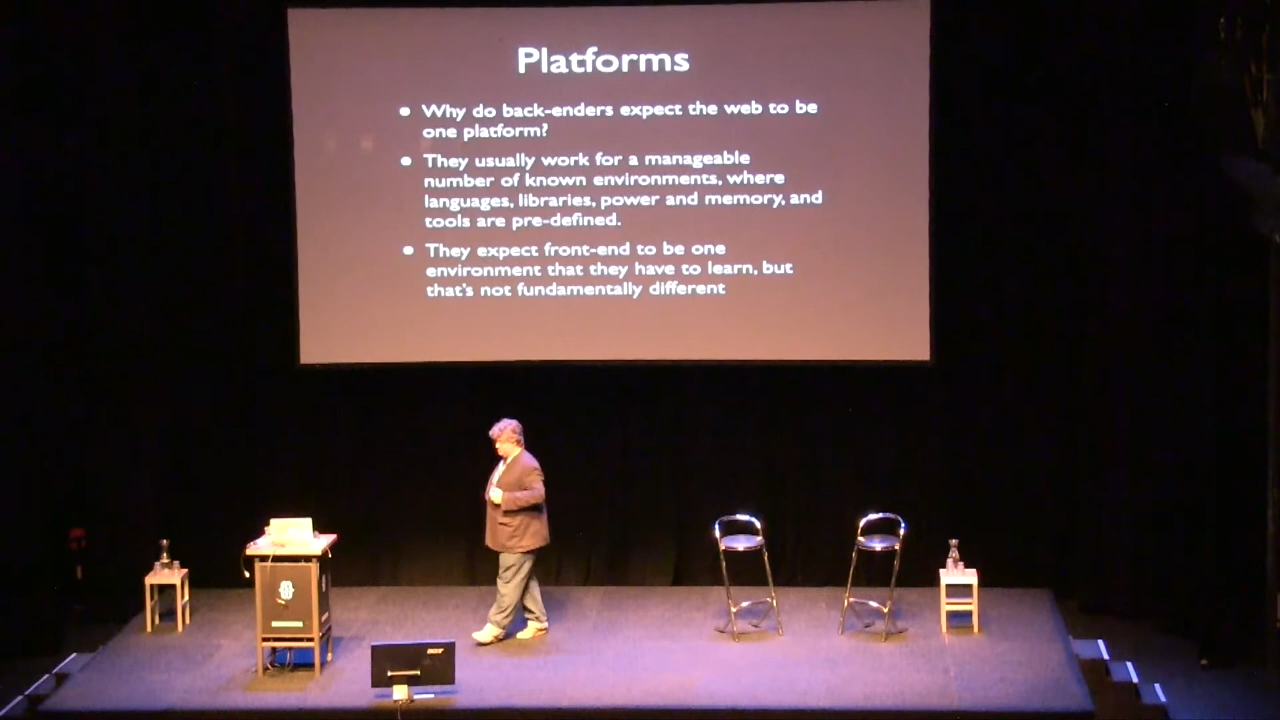 Platforms
Why do back-enders expect the web to be
one platform?
They usually work for a manageable
number of known environments, where
languages, libraries, power and memory, and
tools are pre-defined.
They expect front-end to be one
environment that they have to learn, but
that's not fundamentally different
acer